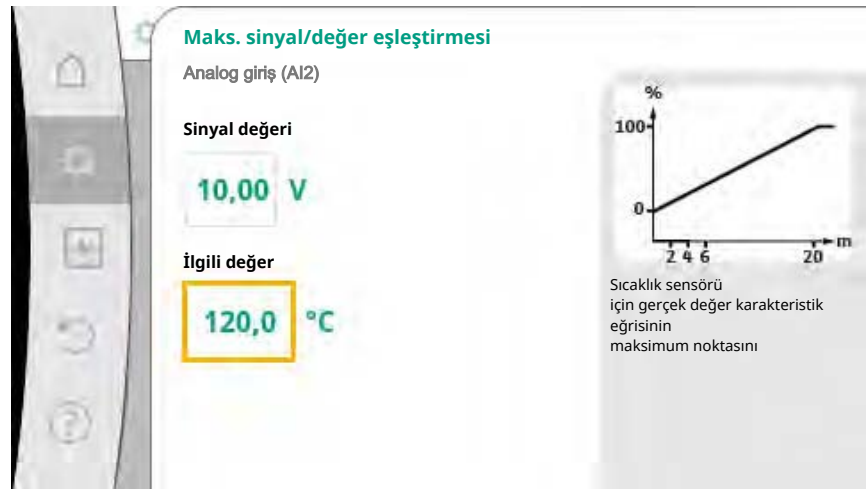 Maks. sinyal/değer eşleştirmesi
Analog giriş (AI2)
Sinyal değeri
10,00 V
İlgili değer
120,0 °C
%
100
0
2 4 6 20 m
Sıcaklık sensörü
için gerçek değer karakteristik
eğrisinin
maksimum noktasını